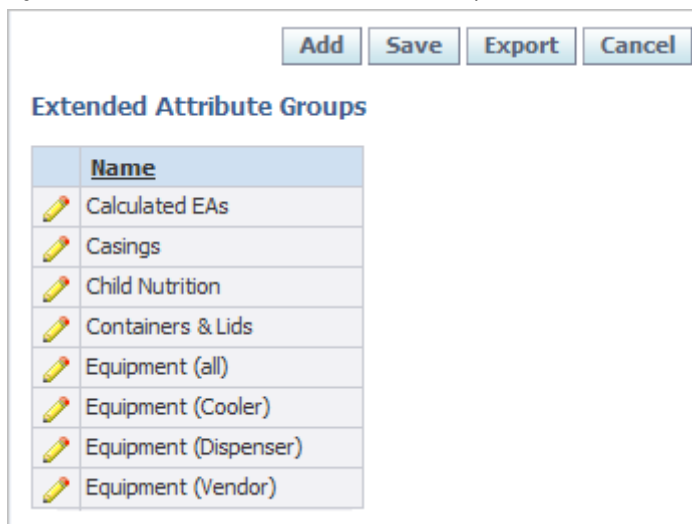 Add Save Export Cancel
Extended Attribute Groups
Name
Calculated EAs
Casings
Child Nutrition
Containers & Lids
Equipment (all)
Equipment (Cooler)
Equipment (Dispenser)
Equipment (Vendor)